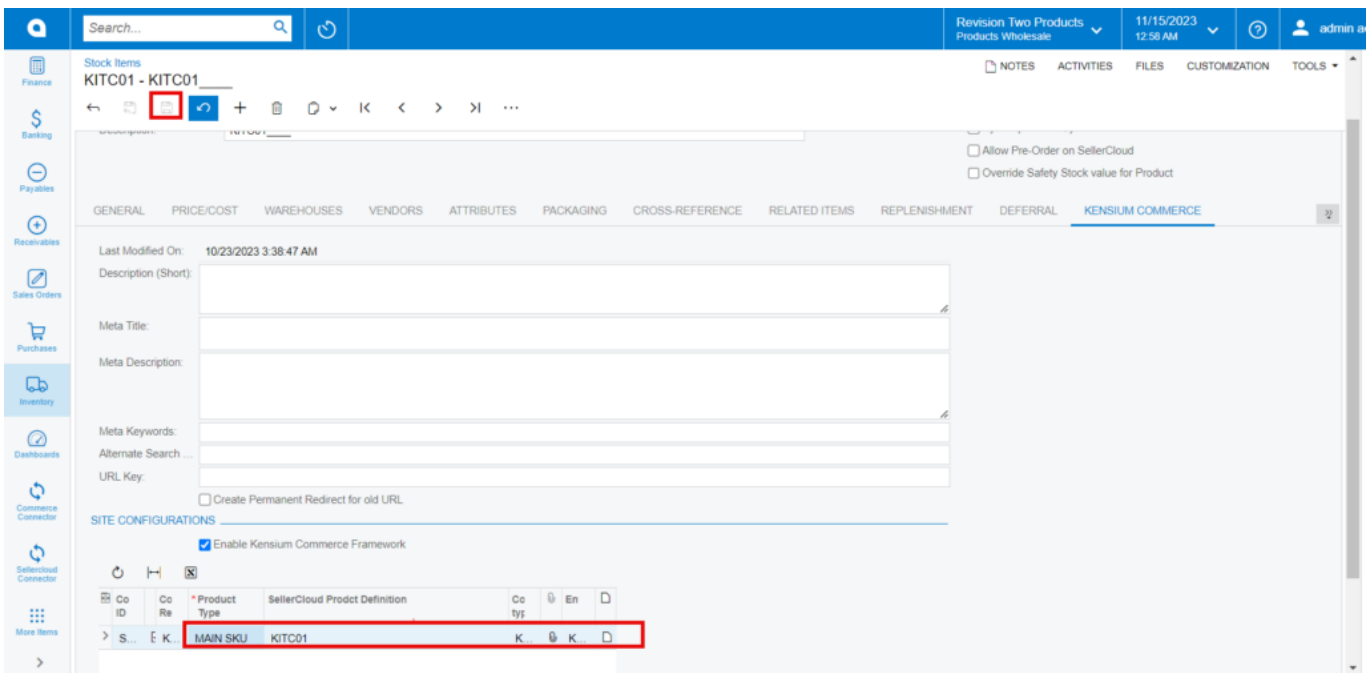 Search...
Revision Two Products
Products Wholesale
11/15/2023
12:58 AM
admin a
Finance
Banking
Payables
Receivables
Sales Orders
Purchases
Inventory
Dashboards
Commerce
Connector
Sellercloud
Connector
More Items
Stock Items
KITC01 - KITC01____
NOTES ACTIVITIES FILES CUSTOMIZATION TOOLS
Description: KITC01____
Allow Pre-Order on SellerCloud
Override Safety Stock value for Product
GENERAL PRICE/COST WAREHOUSES VENDORS ATTRIBUTES PACKAGING CROSS-REFERENCE RELATED ITEMS REPLENISHMENT DEFERRAL KENSIUM COMMERCE
Last Modified On: 10/23/2023 3:38:47 AM
Description (Short):
Meta Title:
Meta Description:
Meta Keywords:
Alternate Search ...
URL Key:
Create Permanent Redirect for old URL
SITE CONFIGURATIONS
Enable Kensium Commerce Framework
Co ID Co Re *Product Type SellerCloud Prodct Definition Co typ En
S... E K... MAIN SKU KITC01 K... K...